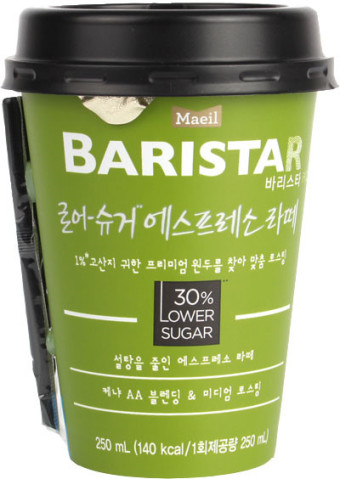 Maeil
BARISTAR
바리스타
로어-슈거" 에스프레소 라떼
1%* 고산지 귀한 프리미엄 원두를 찾아 맞춤 로스팅
30%
LOWER
SUGAR
설탕을 줄인 에스프레소 라떼
케냐 AA 블렌딩 & 미디엄 로스팅
250 mL (140 kcal/1회제공량 250 mL)